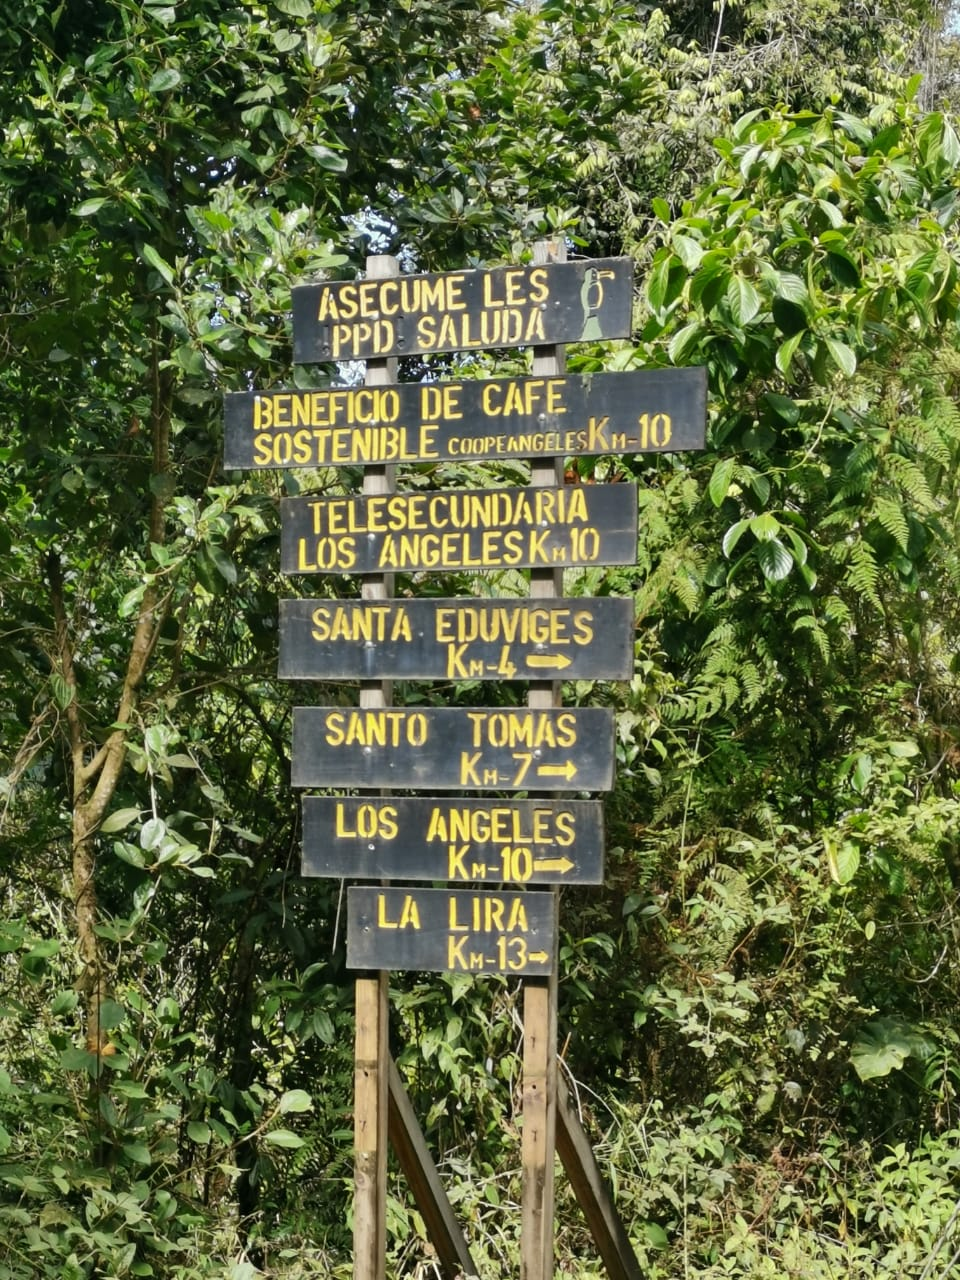 ASECUME LES
PPD SALUDA
BENEFICIO DE CAFE
SOSTENIBLE COOPEANGELES KM-10
TELESECUNDARIA
LOS ANGELES KM 10
SANTA EDUVIGES
KM-4
SANTO TOMAS
KM-7
LOS ANGELES
KM-10
LA LIRA
KM-13